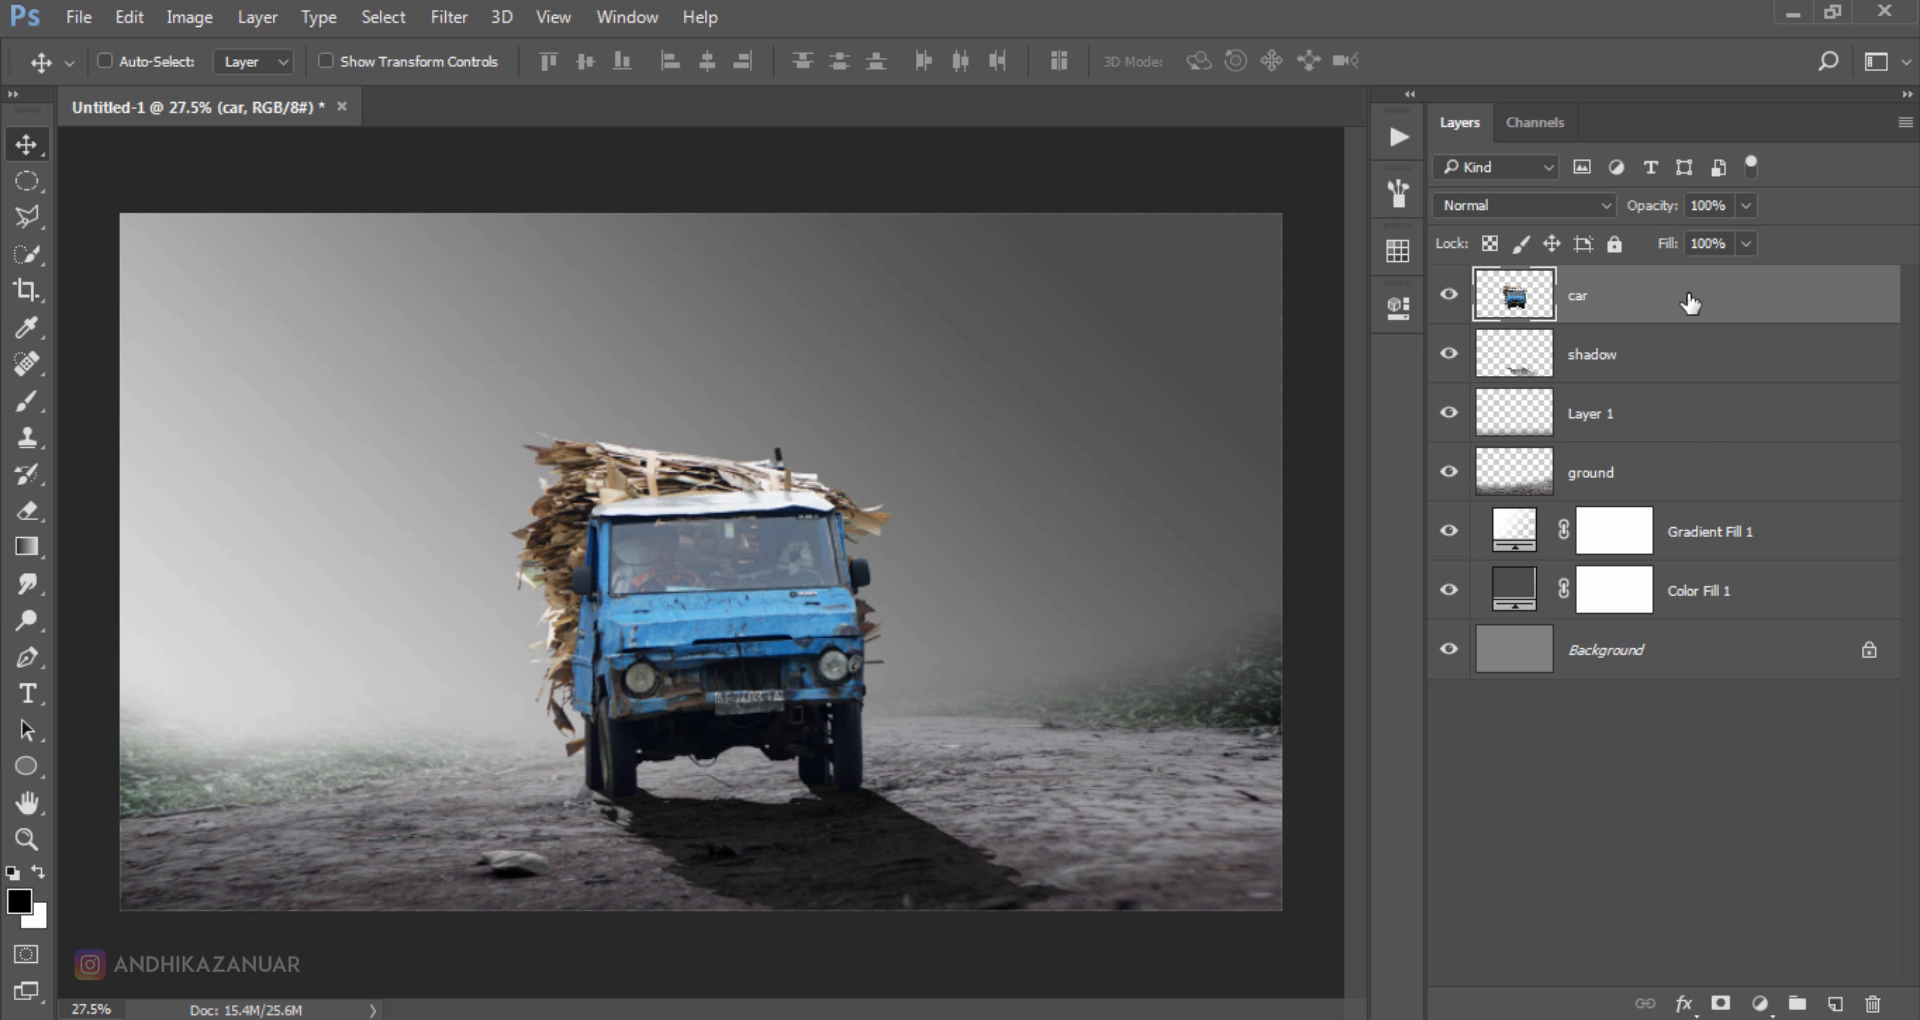 Ps File Edit Image Layer Type Select Filter 3D View Window Help
Auto-Select: Layer Show Transform Controls 3D Mode:
Untitled-1 @ 27.5% (car, RGB/8#) *
Layers Channels
Kind
Normal Opacity: 100%
Lock: Fill: 100%
car
shadow
Layer 1
ground
Gradient Fill 1
Color Fill 1
Background
ANDHIKAZANUAR
27.5% Doc: 15.4M/25.6M